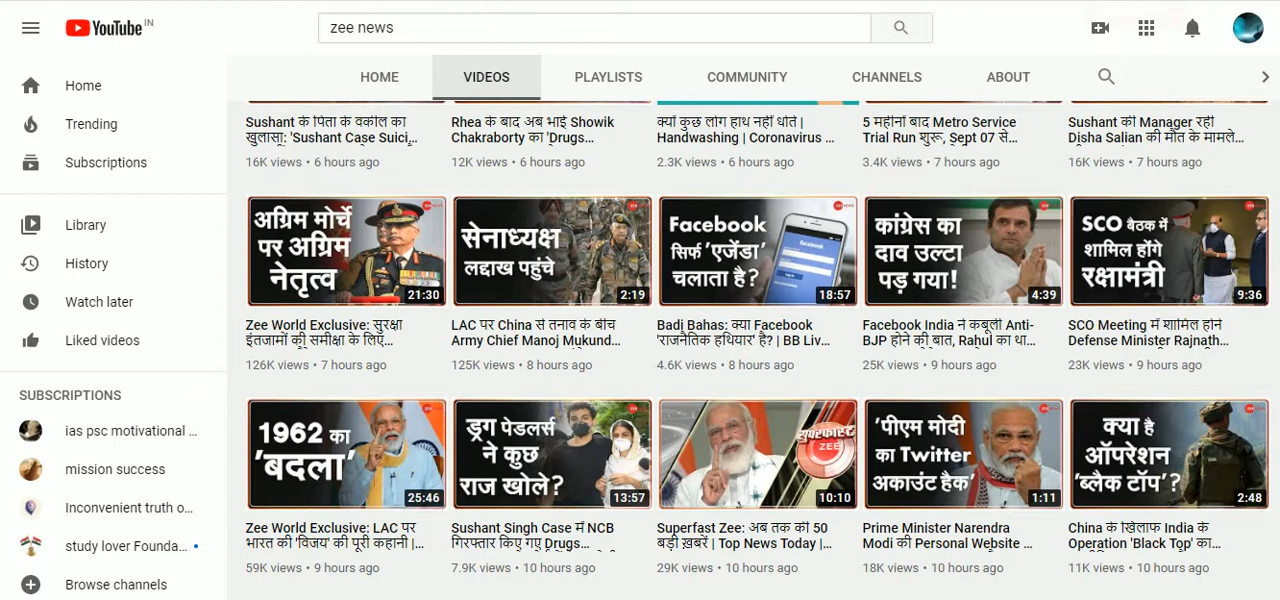 YouTube IN
zee news
HOME VIDEOS PLAYLISTS COMMUNITY CHANNELS ABOUT
Home
Trending
Subscriptions
Library
History
Watch later
Liked videos
SUBSCRIPTIONS
ias psc motivational ...
mission success
Inconvenient truth o...
study lover Founda...
Browse channels
Sushant के पिता के वकील का
खुलासा: 'Sushant Case Suici...
16K views • 6 hours ago
Rhea के बाद अब भाई Showik
Chakraborty का 'Drugs...
12K views • 6 hours ago
क्यों कुछ लोग हाथ नहीं धोते |
Handwashing | Coronavirus ...
2.3K views • 6 hours ago
5 महीनों बाद Metro Service
Trial Run शुरू, Sept 07 से...
3.4K views • 7 hours ago
Sushant की Manager रही
Disha Salian की मौत के मामले...
16K views • 7 hours ago
अग्रिम मोर्चे
पर अग्रिम
नेतृत्व
21:30
Zee World Exclusive: सुरक्षा
इंतजामों की समीक्षा के लिए...
126K views • 7 hours ago
सेनाध्यक्ष
लद्दाख पहुंचे
2:19
LAC पर China से तनाव के बीच
Army Chief Manoj Mukund...
125K views • 8 hours ago
Facebook
सिर्फ 'एजेंडा'
चलाता है?
facebook
18:57
Badi Bahas: क्या Facebook
'राजनैतिक हथियार' है? | BB Liv...
4.6K views • 8 hours ago
कांग्रेस का
दाव उल्टा
पड़ गया!
4:39
Facebook India ने कबूली Anti-
BJP होने की बात, Rahul का धा...
25K views • 9 hours ago
SCO बैठक में
शामिल होंगे
रक्षामंत्री
9:36
SCO Meeting में शामिल होने
Defense Minister Rajnath...
23K views • 9 hours ago
1962 का
'बदला'
25:46
Zee World Exclusive: LAC पर
भारत की 'विजय' की पूरी कहानी |...
59K views • 9 hours ago
ड्रग पेडलर्स
ने कुछ
राज खोले?
13:57
Sushant Singh Case में NCB
गिरफ्तार किए गए Drugs...
7.9K views • 10 hours ago
सुपरफास्ट
ZEE
10:10
Superfast Zee: अब तक की 50
बड़ी ख़बरें | Top News Today |...
29K views • 10 hours ago
'पीएम मोदी
का Twitter
अकाउंट हैक'
1:11
Prime Minister Narendra
Modi की Personal Website ...
18K views • 10 hours ago
क्या है
ऑपरेशन
'ब्लैक टॉप'?
2:48
China के खिलाफ India के
Operation 'Black Top' का...
11K views • 10 hours ago